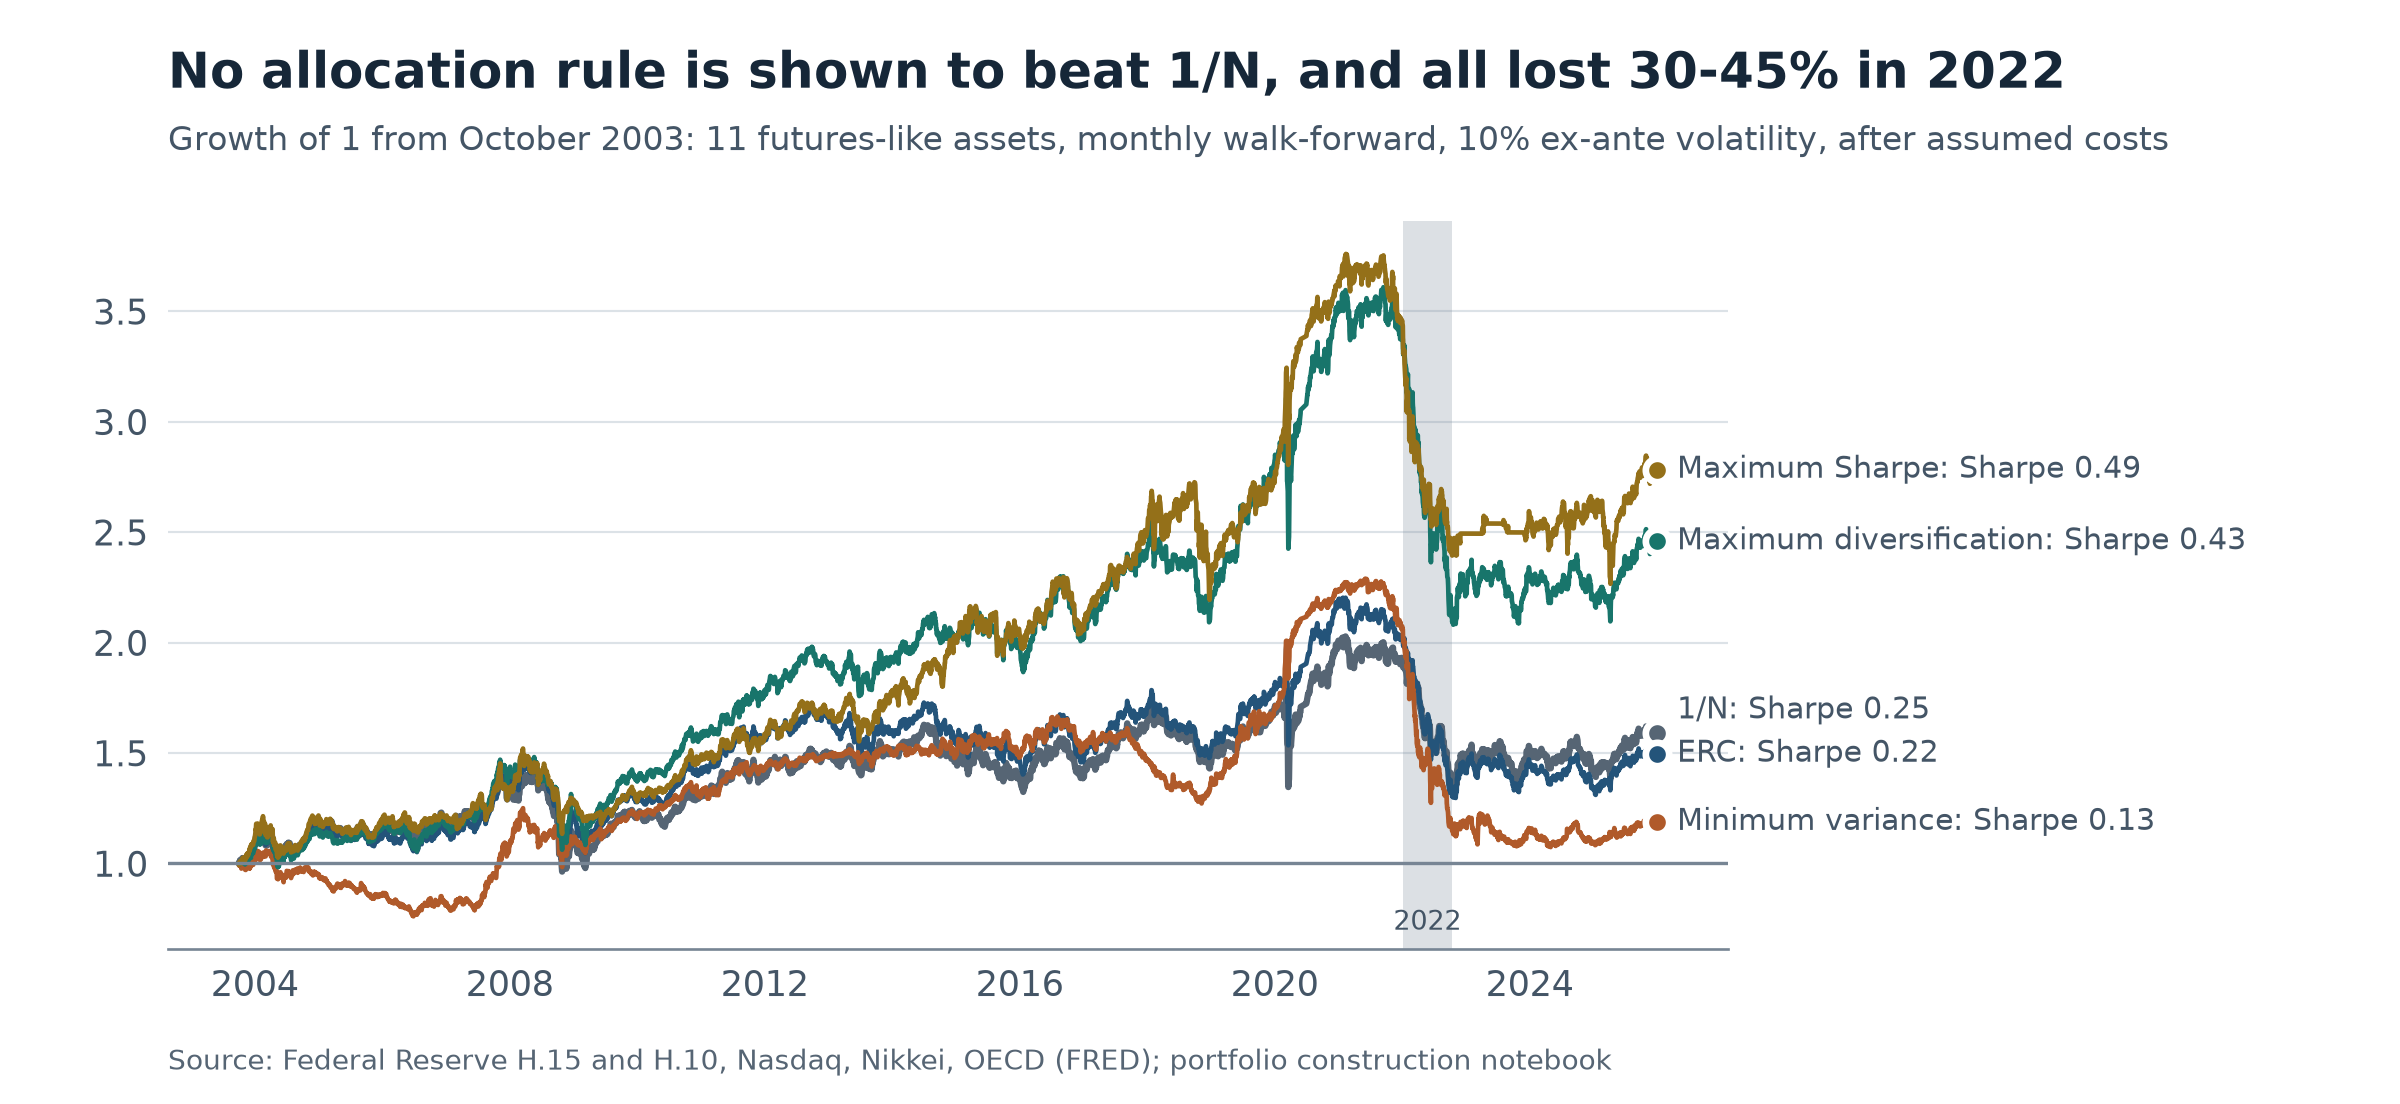 No allocation rule is shown to beat 1/N, and all lost 30-45% in 2022
Growth of 1 from October 2003: 11 futures-like assets, monthly walk-forward, 10% ex-ante volatility, after assumed costs
3.5
3.0
2.5
2.0
1.5
1.0
Maximum Sharpe: Sharpe 0.49
Maximum diversification: Sharpe 0.43
1/N: Sharpe 0.25
ERC: Sharpe 0.22
Minimum variance: Sharpe 0.13
2022
2004 2008 2012 2016 2020 2024
Source: Federal Reserve H.15 and H.10, Nasdaq, Nikkei, OECD (FRED); portfolio construction notebook